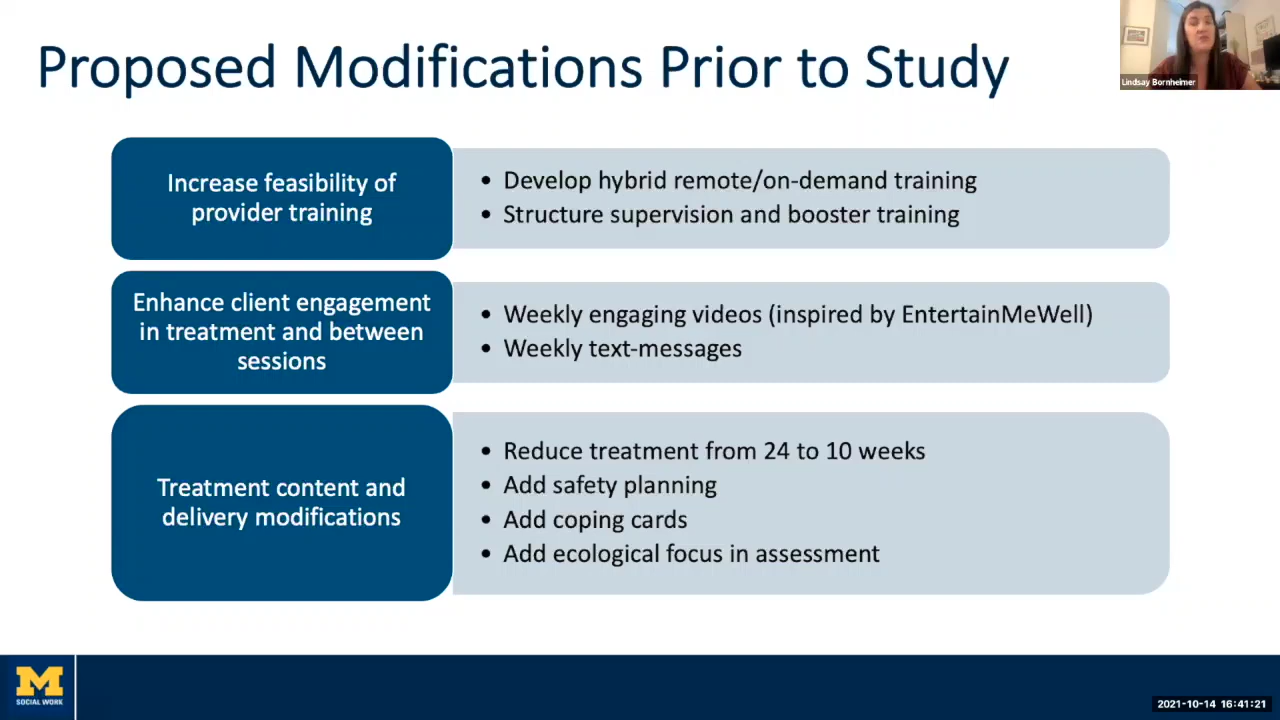 Proposed Modifications Prior to Study
Lindsay Bornheimer
Increase feasibility of
provider training
• Develop hybrid remote/on-demand training
• Structure supervision and booster training
Enhance client engagement
in treatment and between
sessions
• Weekly engaging videos (inspired by EntertainMeWell)
• Weekly text-messages
Treatment content and
delivery modifications
• Reduce treatment from 24 to 10 weeks
• Add safety planning
• Add coping cards
• Add ecological focus in assessment
M
SOCIAL WORK
2021-10-14 16:41:21